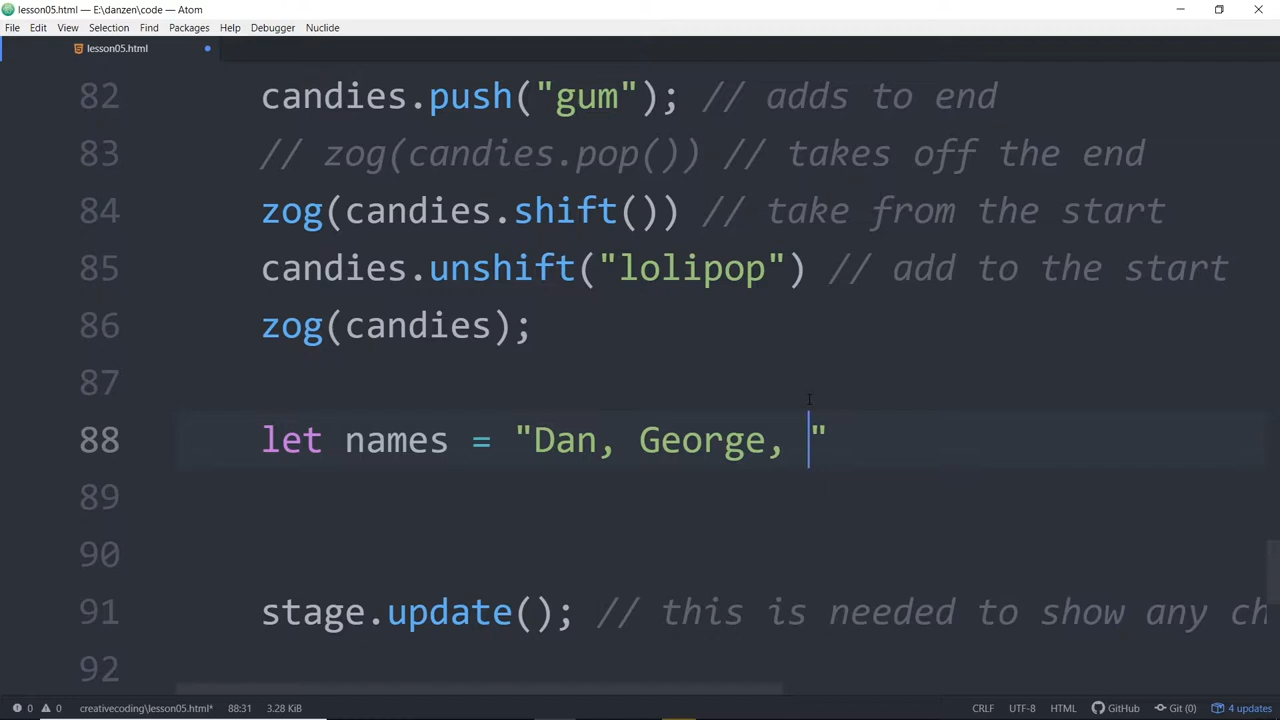 lesson05.html — E:\danzen\code — Atom
File Edit View Selection Find Packages Help Debugger Nuclide
lesson05.html
82 candies.push("gum"); // adds to end
83 // zog(candies.pop()) // takes off the end
84 zog(candies.shift()) // take from the start
85 candies.unshift("lolipop") // add to the start
86 zog(candies);
87
88 let names = "Dan, George, "
89
90
91 stage.update(); // this is needed to show any ch
92
0 0 creativecoding\lesson05.html* 88:31 3.28 KiB CRLF UTF-8 HTML GitHub Git (0) 4 updates